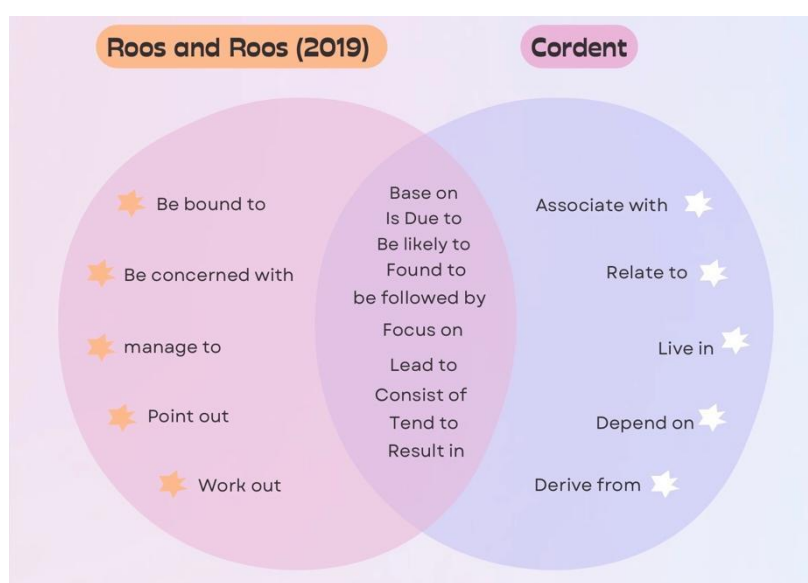 Roos and Roos (2019)
Cordent
Be bound to
Be concerned with
manage to
Point out
Work out
Base on
Is Due to
Be likely to
Found to
be followed by
Focus on
Lead to
Consist of
Tend to
Result in
Associate with
Relate to
Live in
Depend on
Derive from